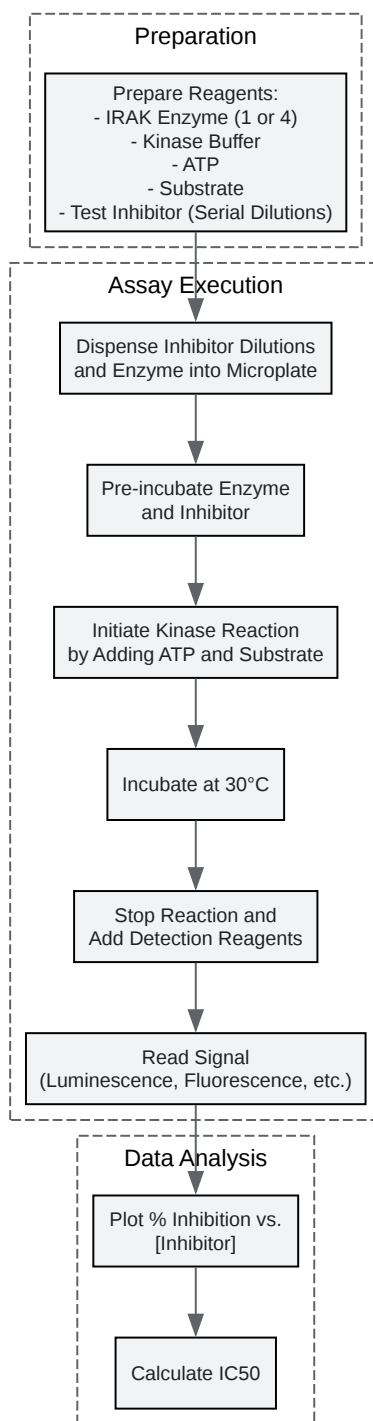 Preparation
Prepare Reagents:
- IRAK Enzyme (1 or 4)
- Kinase Buffer
- ATP
- Substrate
- Test Inhibitor (Serial Dilutions)
Assay Execution
Dispense Inhibitor Dilutions
and Enzyme into Microplate
Pre-incubate Enzyme
and Inhibitor
Initiate Kinase Reaction
by Adding ATP and Substrate
Incubate at 30°C
Stop Reaction and
Add Detection Reagents
Read Signal
(Luminescence, Fluorescence, etc.)
Data Analysis
Plot % Inhibition vs.
[Inhibitor]
Calculate IC50